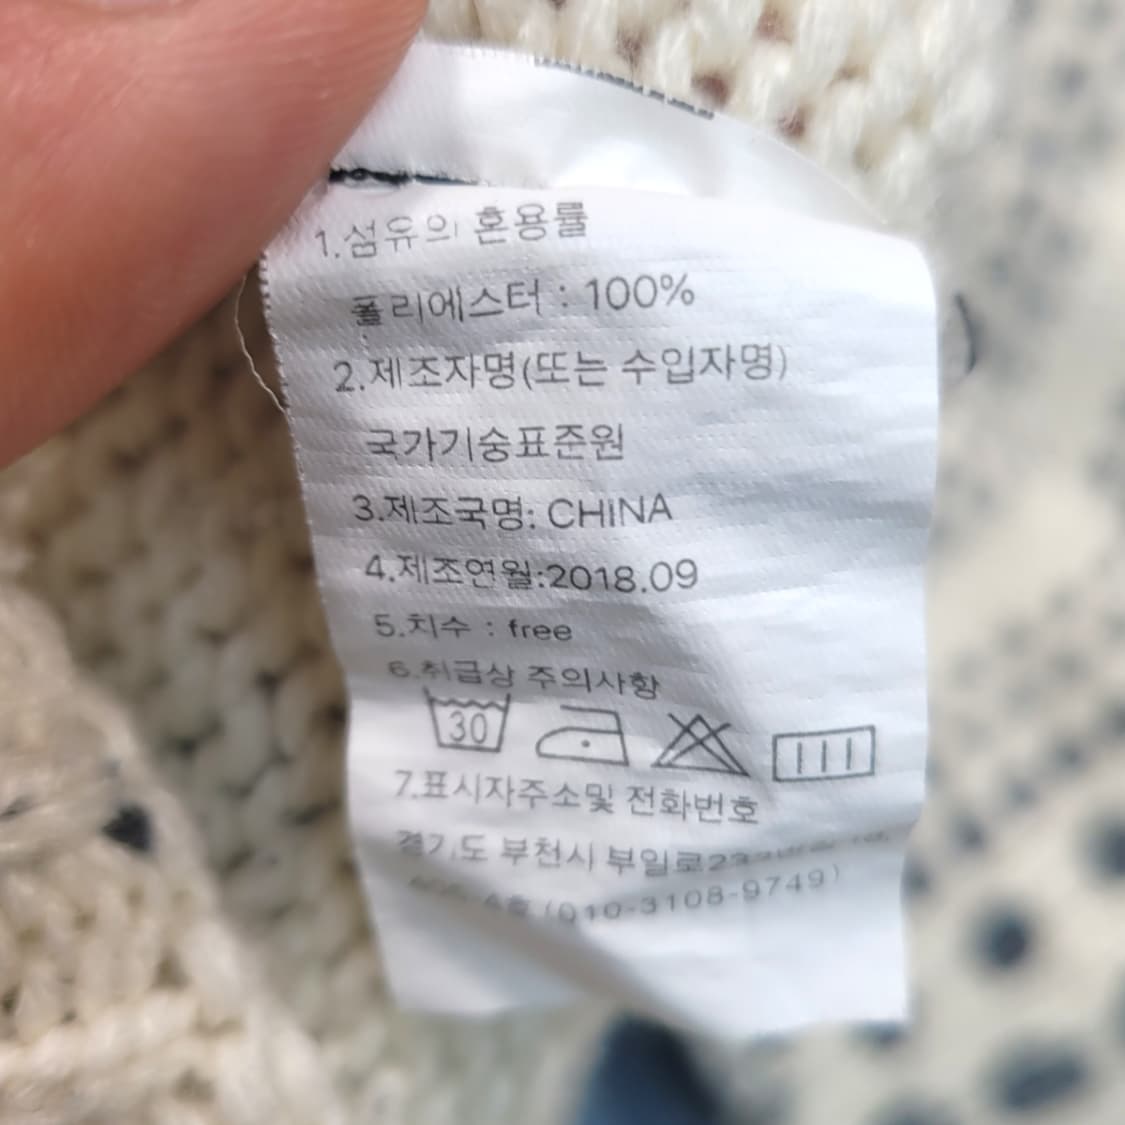 1.섬유의 혼용률
폴리에스터 : 100%
2.제조자명(또는 수입자명)
국가기술표준원
3.제조국명: CHINA
4.제조연월:2018.09
5.치수 : free
6.취급상 주의사항
30
7.표시자주소및 전화번호
경기도 부천시 부일로
(010-3108-9749)